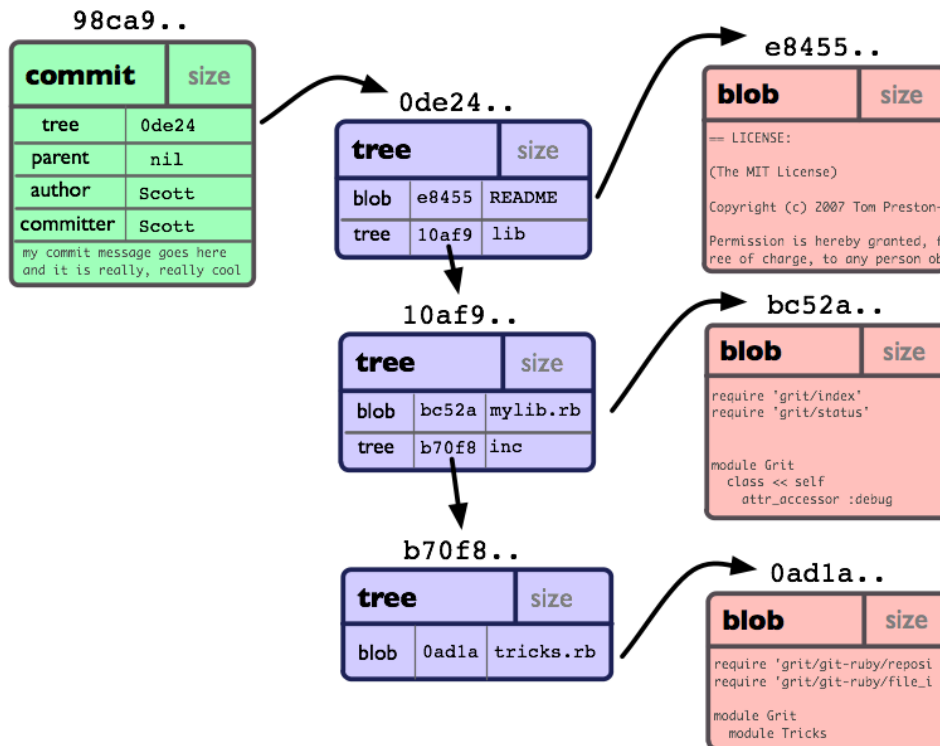 98ca9..
commit size
tree 0de24
parent nil
author Scott
committer Scott
my commit message goes here
and it is really, really cool
0de24..
tree size
blob e8455 README
tree 10af9 lib
10af9..
tree size
blob bc52a mylib.rb
tree b70f8 inc
b70f8..
tree size
blob 0ad1a tricks.rb
e8455..
blob size
== LICENSE:
(The MIT License)
Copyright (c) 2007 Tom Preston-
Permission is hereby granted, f
ree of charge, to any person ob
bc52a..
blob size
require 'grit/index'
require 'grit/status'
module Grit
class << self
attr_accessor :debug
0ad1a..
blob size
require 'grit/git-ruby/reposi
require 'grit/git-ruby/file_i
module Grit
module Tricks